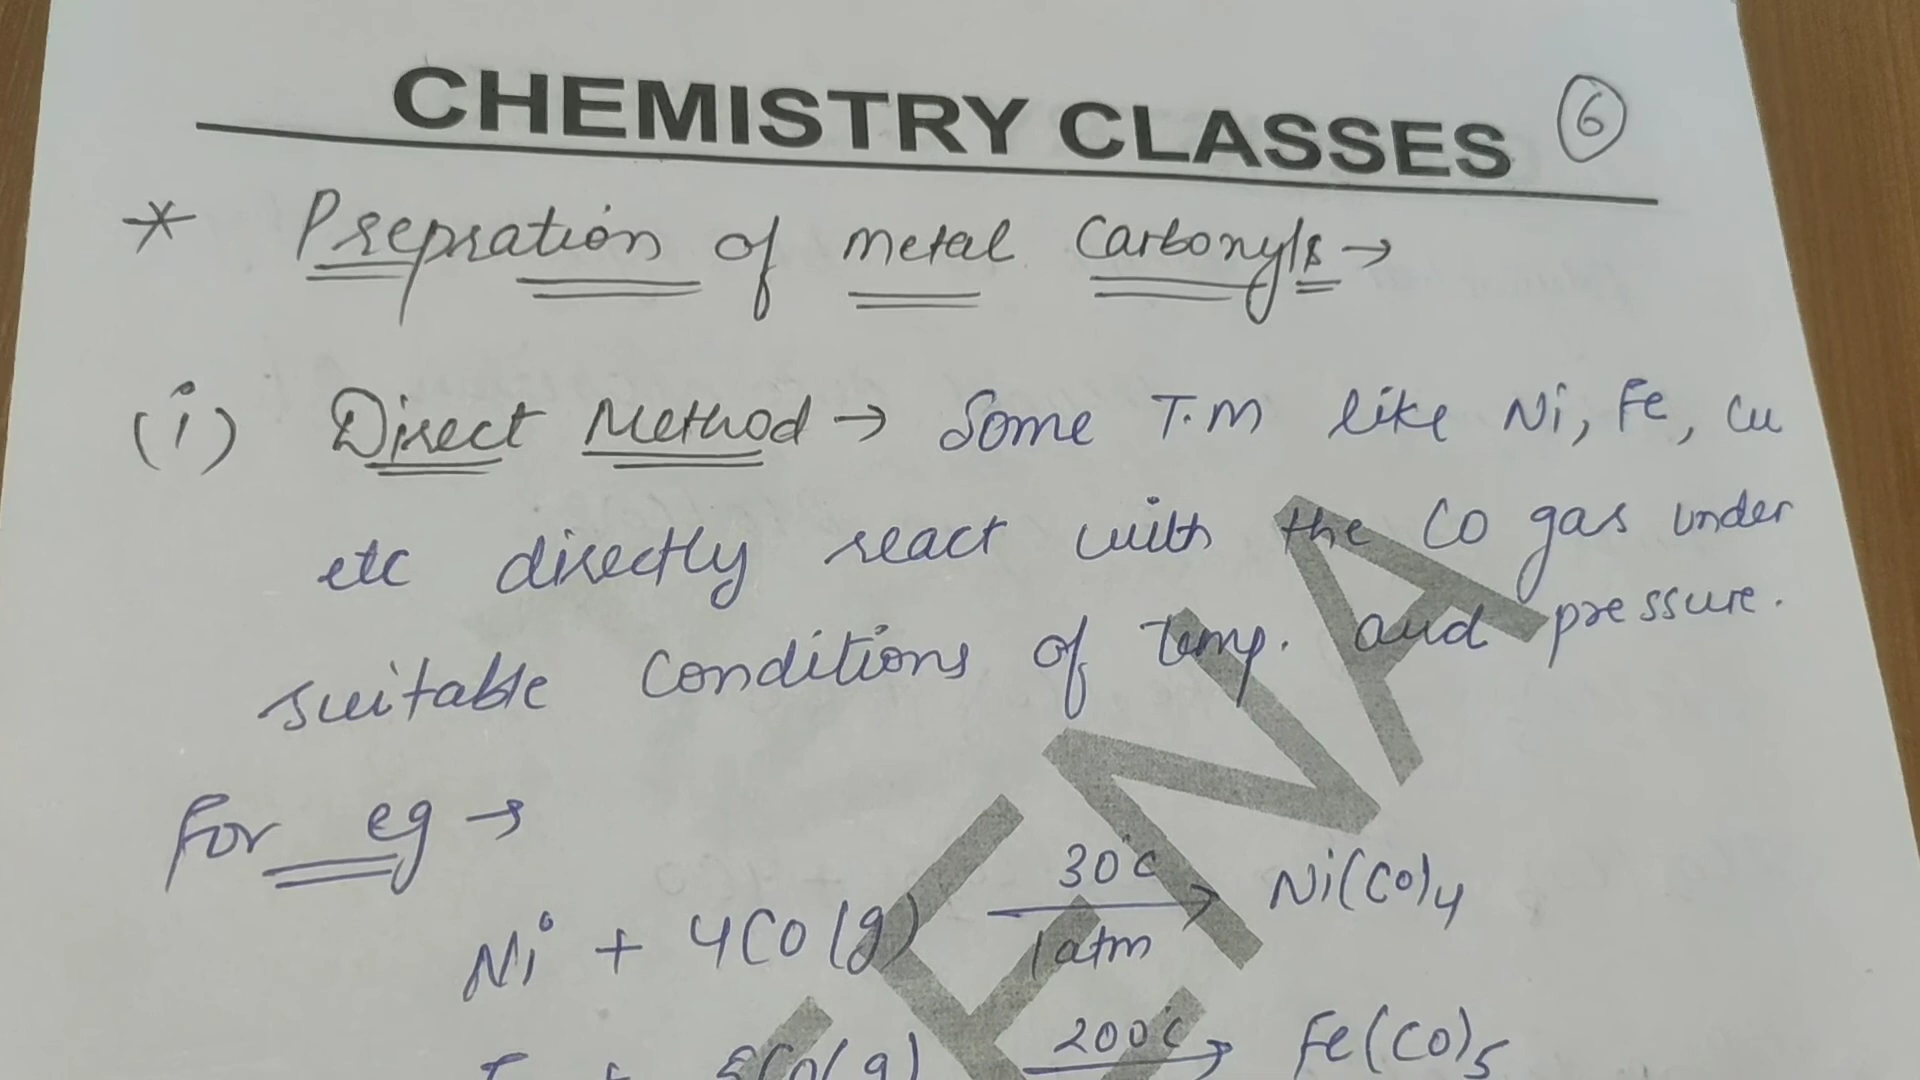 CHEMISTRY CLASSES 6
* Prepration of metal Carbonyls →
(i) Direct Method → Some T.M like Ni, Fe, Cu
etc directly react with the CO gas under
suitable conditions of temp. and pressure.
For eg →
30°C
Ni + 4CO(g) → Ni(CO)4
1atm
200°C
5CO(g) → Fe(CO)5
ENA